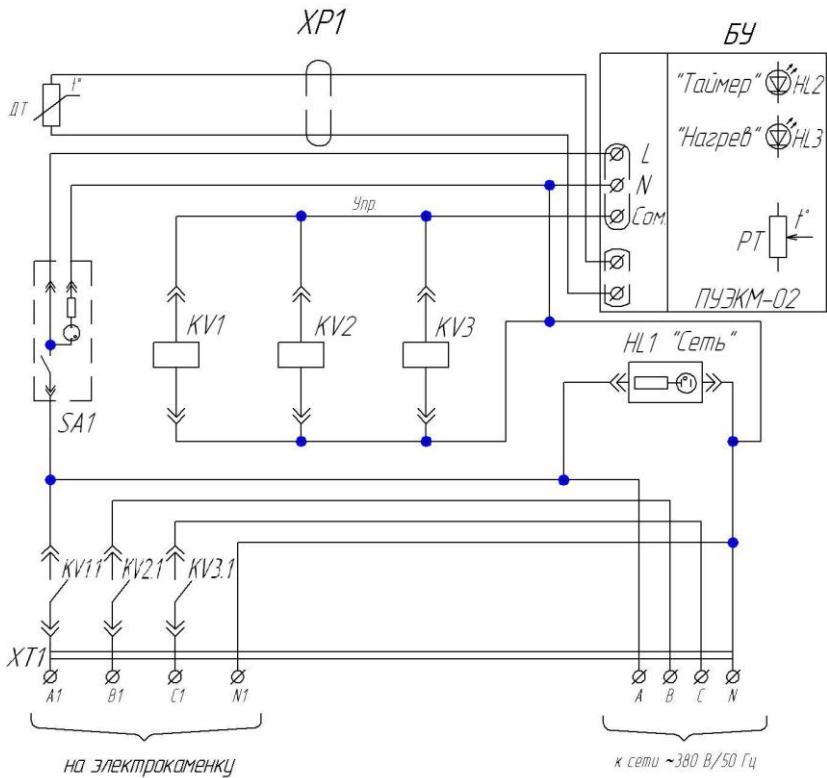 XP1
БУ
ДТ
t°
"Таймер"
HL2
"Нагрев"
HL3
L
N
Упр.
Com.
PT
t°
ПУЭКМ-02
KV1
KV2
KV3
HL1 "Сеть"
SA1
KV1.1
KV2.1
KV3.1
XT1
A1
B1
C1
N1
A
B
C
N
на электрокаменку
к сети ~380 В/50 Гц